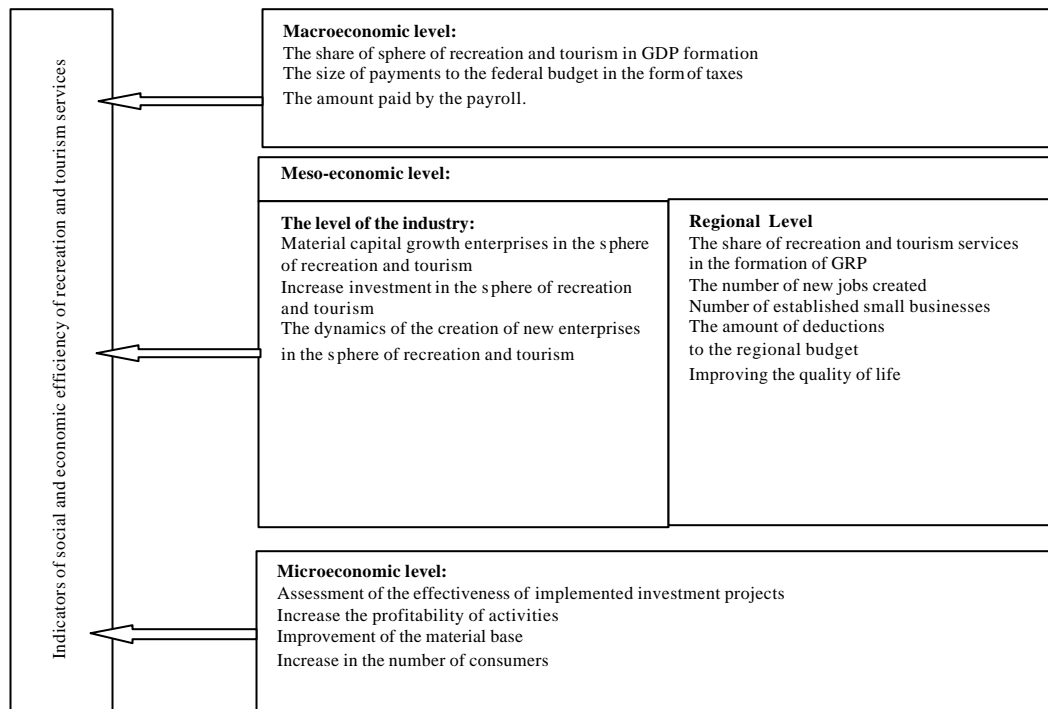 Indicators of social and economic efficiency of recreation and tourism services
Macroeconomic level:
The share of sphere of recreation and tourism in GDP formation
The size of payments to the federal budget in the form of taxes
The amount paid by the payroll.
Meso-economic level:
The level of the industry:
Material capital growth enterprises in the sphere
of recreation and tourism
Increase investment in the sphere of recreation
and tourism
The dynamics of the creation of new enterprises
in the sphere of recreation and tourism
Regional Level
The share of recreation and tourism services
in the formation of GRP
The number of new jobs created
Number of established small businesses
The amount of deductions
to the regional budget
Improving the quality of life
Microeconomic level:
Assessment of the effectiveness of implemented investment projects
Increase the profitability of activities
Improvement of the material base
Increase in the number of consumers